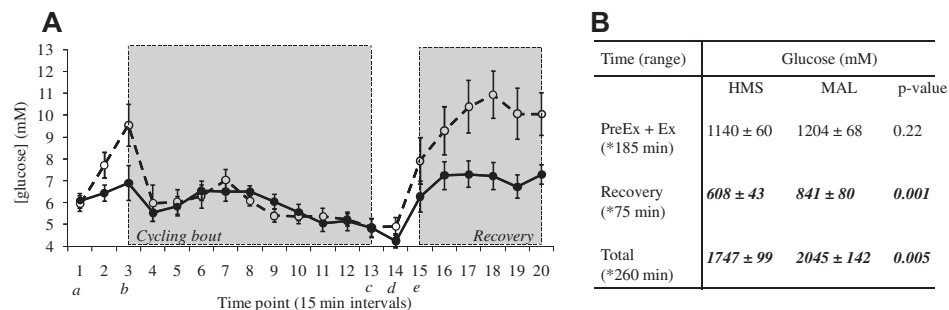 A
13
12
11
10
9
8
7
6
5
4
[glucose] (mM)
Cycling bout
Recovery
1 2 3 4 5 6 7 8 9 10 11 12 13 14 15 16 17 18 19 20
a b c d e
Time point (15 min intervals)
B
Time (range) Glucose (mM)
HMS MAL p-value
PreEx + Ex 1140 ± 60 1204 ± 68 0.22
(*185 min)
Recovery 608 ± 43 841 ± 80 0.001
(*75 min)
Total 1747 ± 99 2045 ± 142 0.005
(*260 min)